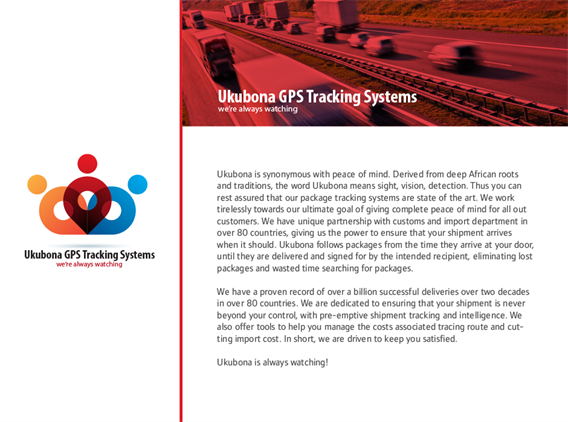 Ukubona GPS Tracking Systems
we're always watching
Ukubona GPS Tracking Systems
we're always watching
Ukubona is synonymous with peace of mind. Derived from deep African roots
and traditions, the word Ukubona means sight, vision, detection. Thus you can
rest assured that our package tracking systems are state of the art. We work
tirelessly towards our ultimate goal of giving complete peace of mind for all out
customers. We have unique partnership with customs and import department in
over 80 countries, giving us the power to ensure that your shipment arrives
when it should. Ukubona follows packages from the time they arrive at your door,
until they are delivered and signed for by the intended recipient, eliminating lost
packages and wasted time searching for packages.
We have a proven record of over a billion successful deliveries over two decades
in over 80 countries. We are dedicated to ensuring that your shipment is never
beyond your control, with pre-emptive shipment tracking and intelligence. We
also offer tools to help you manage the costs associated tracing route and cut-
ting import cost. In short, we are driven to keep you satisfied.
Ukubona is always watching!